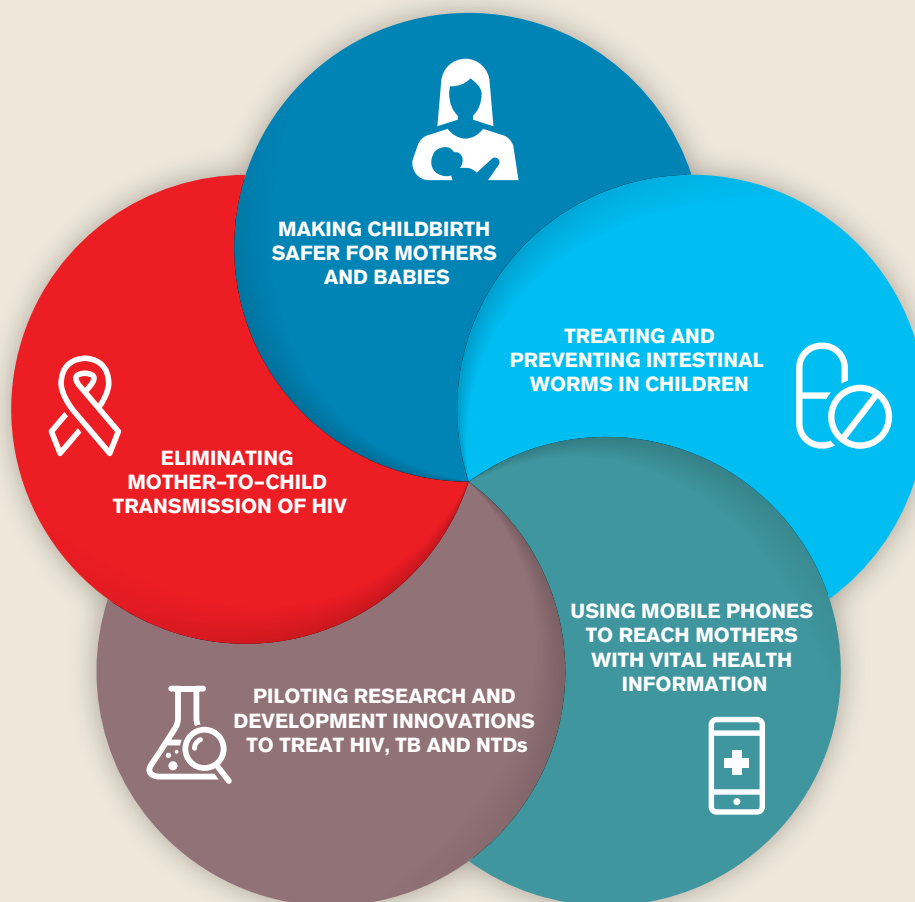 MAKING CHILDBIRTH
SAFER FOR MOTHERS
AND BABIES
TREATING AND
PREVENTING INTESTINAL
WORMS IN CHILDREN
USING MOBILE PHONES
TO REACH MOTHERS
WITH VITAL HEALTH
INFORMATION
PILOTING RESEARCH AND
DEVELOPMENT INNOVATIONS
TO TREAT HIV, TB AND NTDs
ELIMINATING
MOTHER-TO-CHILD
TRANSMISSION OF HIV